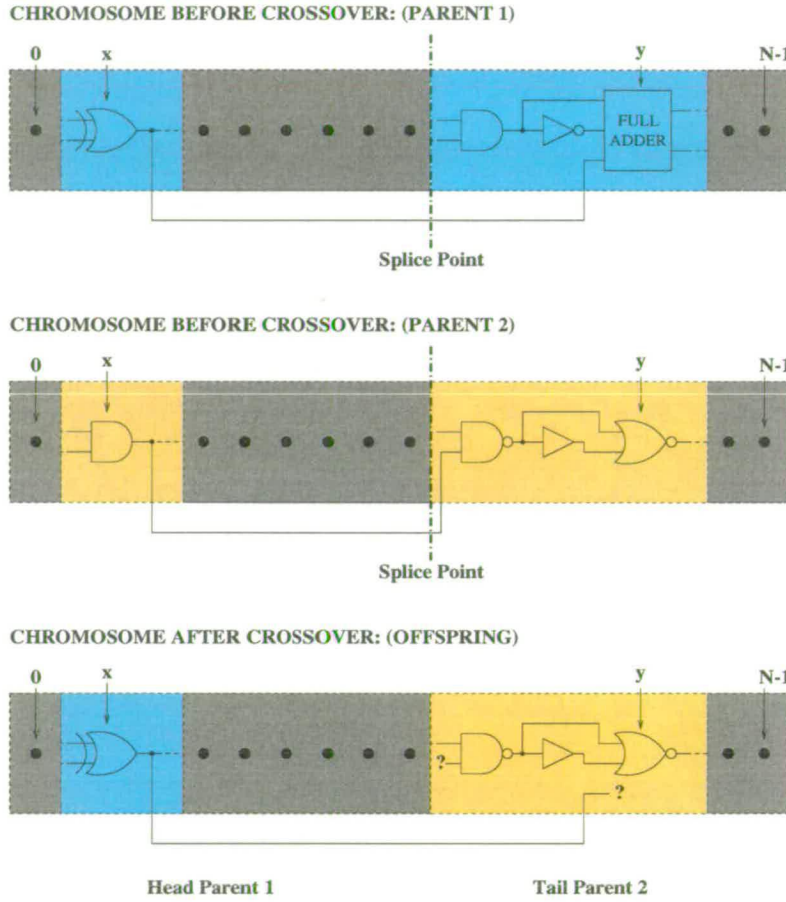 CHROMOSOME BEFORE CROSSOVER: (PARENT 1)
0 x y N-1
FULL
ADDER
Splice Point
CHROMOSOME BEFORE CROSSOVER: (PARENT 2)
0 x y N-1
Splice Point
CHROMOSOME AFTER CROSSOVER: (OFFSPRING)
0 x y N-1
?
?
Head Parent 1 Tail Parent 2